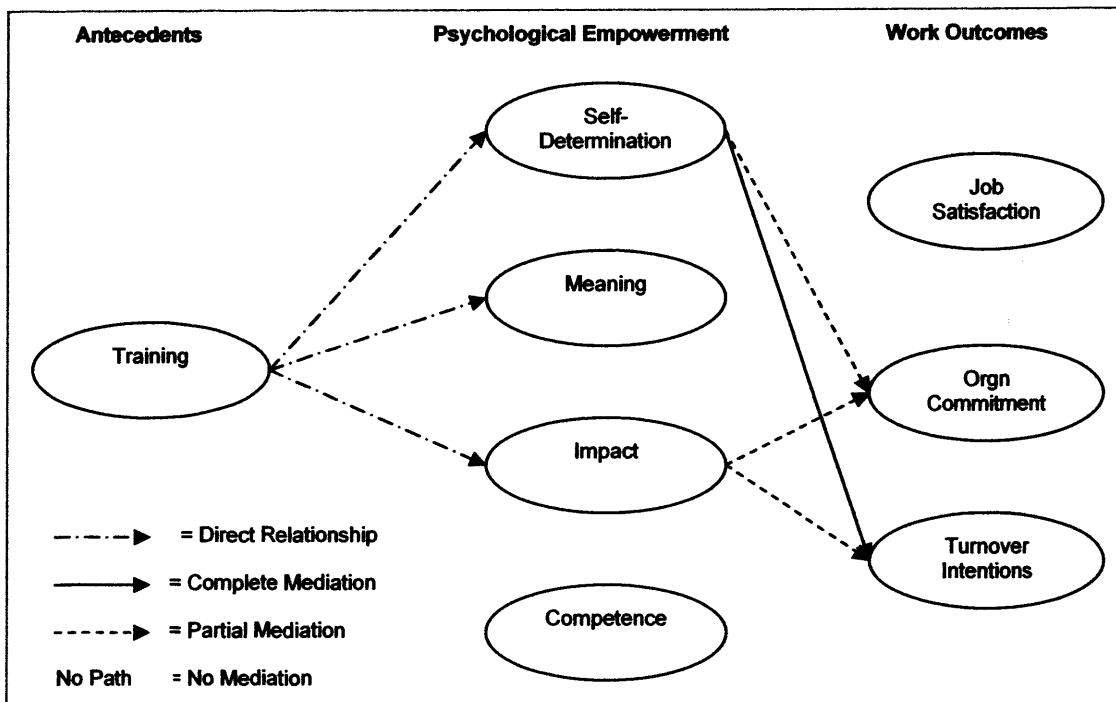 Antecedents
Psychological Empowerment
Work Outcomes
Self-
Determination
Job
Satisfaction
Meaning
Training
Orgn
Commitment
Impact
= Direct Relationship
Turnover
Intentions
= Complete Mediation
Competence
= Partial Mediation
No Path = No Mediation